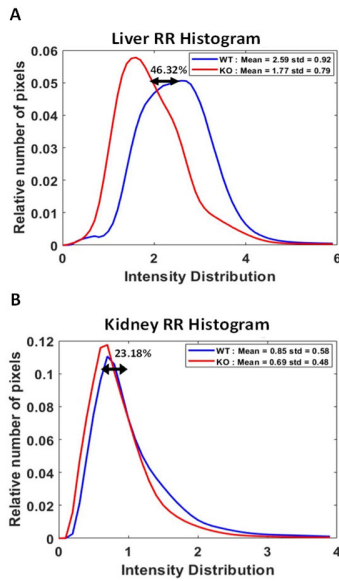 A
Liver RR Histogram
Relative number of pixels
0.06
0.05
0.04
0.03
0.02
0.01
0
46.32%
WT : Mean = 2.59 std = 0.92
KO : Mean = 1.77 std = 0.79
0 2 4 6
Intensity Distribution
B
Kidney RR Histogram
Relative number of pixels
0.12
0.1
0.08
0.06
0.04
0.02
0
23.18%
WT : Mean = 0.85 std = 0.58
KO : Mean = 0.69 std = 0.48
0 1 2 3 4
Intensity Distribution